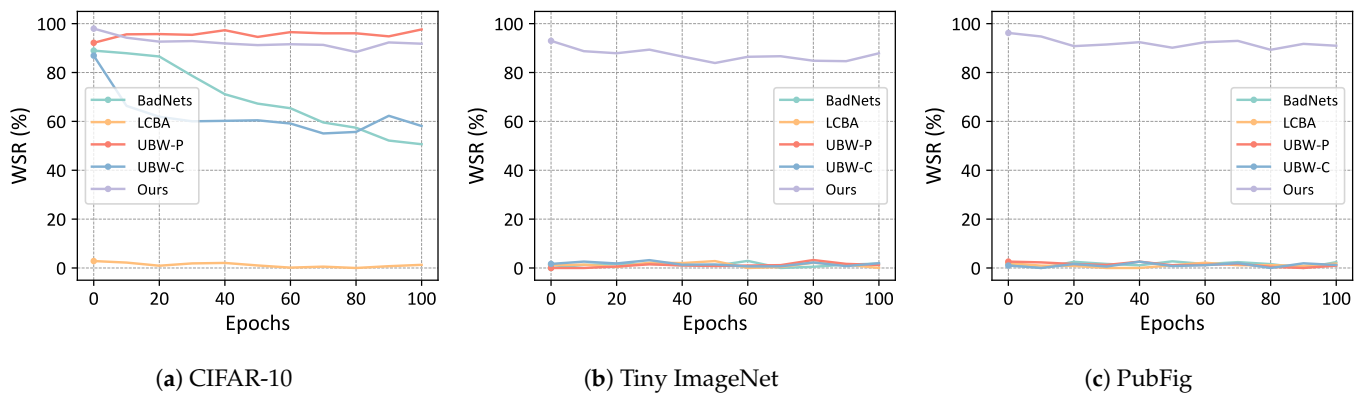 100
80
60
40
20
0
WSR (%)
BadNets
LCBA
UBW-P
UBW-C
Ours
0 20 40 60 80 100
Epochs
(a) CIFAR-10
100
80
60
40
20
0
WSR (%)
BadNets
LCBA
UBW-P
UBW-C
Ours
0 20 40 60 80 100
Epochs
(b) Tiny ImageNet
100
80
60
40
20
0
WSR (%)
BadNets
LCBA
UBW-P
UBW-C
Ours
0 20 40 60 80 100
Epochs
(c) PubFig